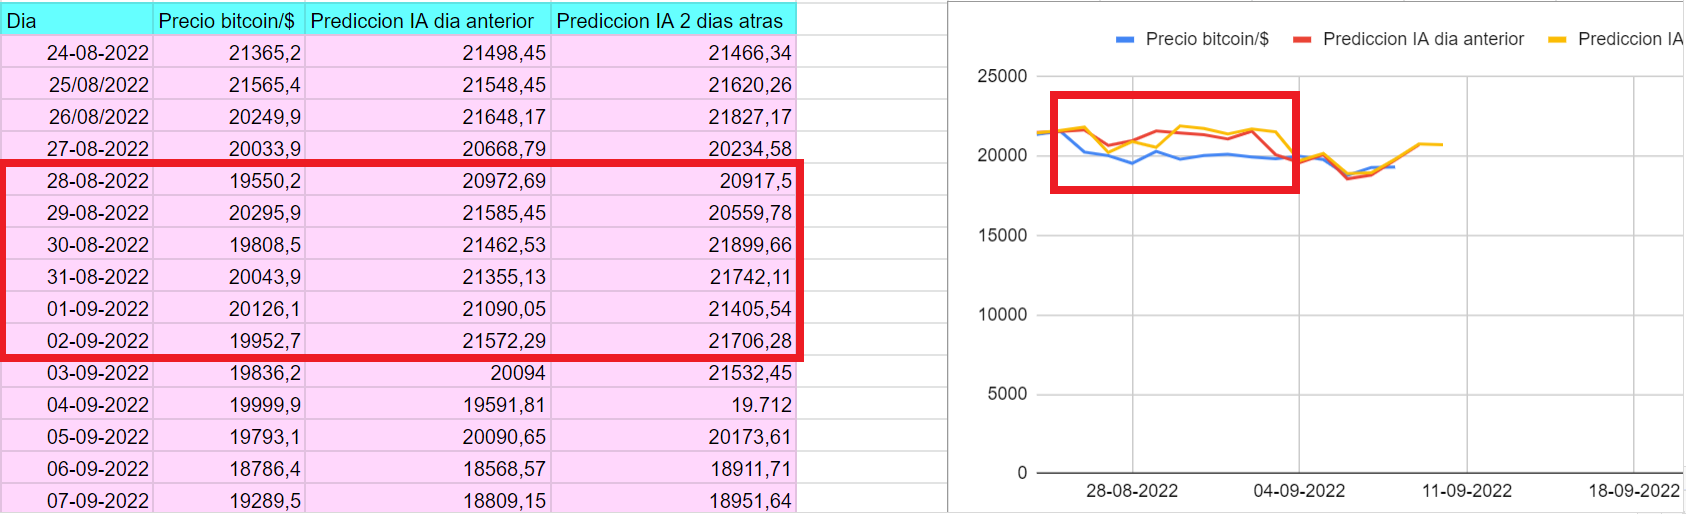 Dia Precio bitcoin/$ Prediccion IA dia anterior Prediccion IA 2 dias atras
24-08-2022 21365,2 21498,45 21466,34
25/08/2022 21565,4 21548,45 21620,26
26/08/2022 20249,9 21648,17 21827,17
27-08-2022 20033,9 20668,79 20234,58
28-08-2022 19550,2 20972,69 20917,5
29-08-2022 20295,9 21585,45 20559,78
30-08-2022 19808,5 21462,53 21899,66
31-08-2022 20043,9 21355,13 21742,11
01-09-2022 20126,1 21090,05 21405,54
02-09-2022 19952,7 21572,29 21706,28
03-09-2022 19836,2 20094 21532,45
04-09-2022 19999,9 19591,81 19.712
05-09-2022 19793,1 20090,65 20173,61
06-09-2022 18786,4 18568,57 18911,71
07-09-2022 19289,5 18809,15 18951,64
Precio bitcoin/$ Prediccion IA dia anterior Prediccion IA
25000
20000
15000
10000
5000
0
28-08-2022 04-09-2022 11-09-2022 18-09-2022